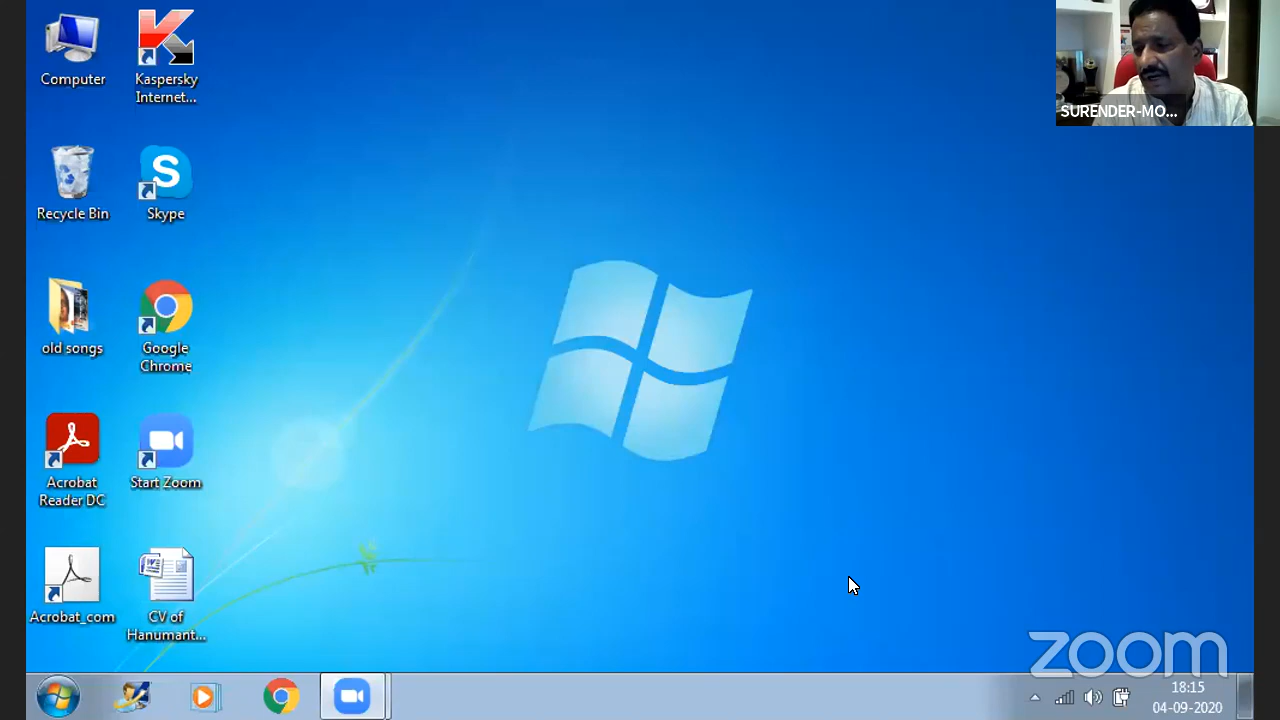 Computer
Kaspersky
Internet...
SURENDER-MO...
Recycle Bin
S
Skype
old songs
Google
Chrome
Acrobat
Reader DC
Start Zoom
Acrobat_com
CV of
Hanumant...
zoom
18:15
04-09-2020